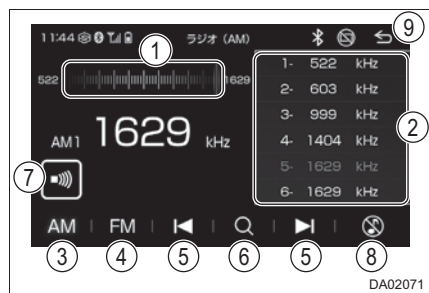 11:44 ラジオ (AM)
⑨
①
522 1629
1- 522 kHz
2- 603 kHz
3- 999 kHz
4- 1404 kHz
5- 1629 kHz
6- 1629 kHz
②
AM1 1629 kHz
⑦
AM FM
③ ④ ⑤ ⑥ ⑤ ⑧
DA02071